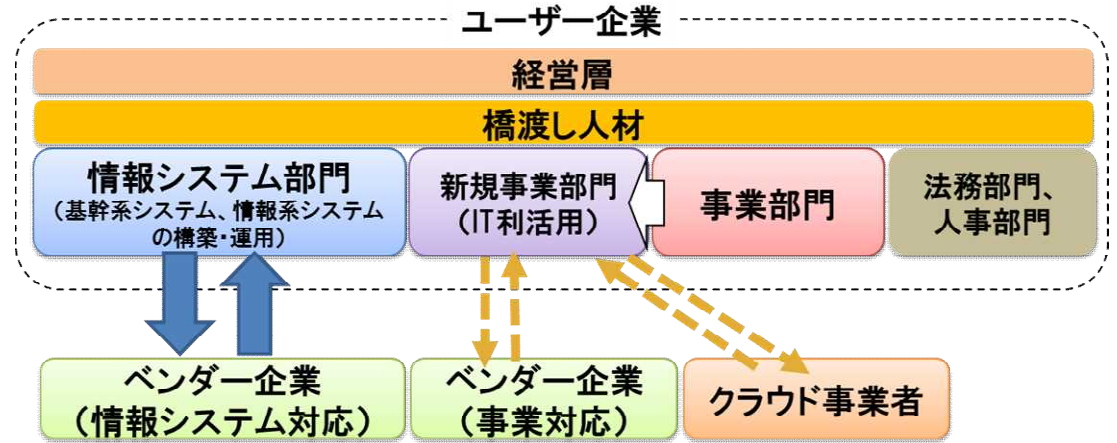 ユーザー企業
経営層
橋渡し人材
情報システム部門
（基幹系システム、情報系システム
の構築・運用）
新規事業部門
（IT利活用）
事業部門
法務部門、
人事部門
ベンダー企業
（情報システム対応）
ベンダー企業
（事業対応）
クラウド事業者